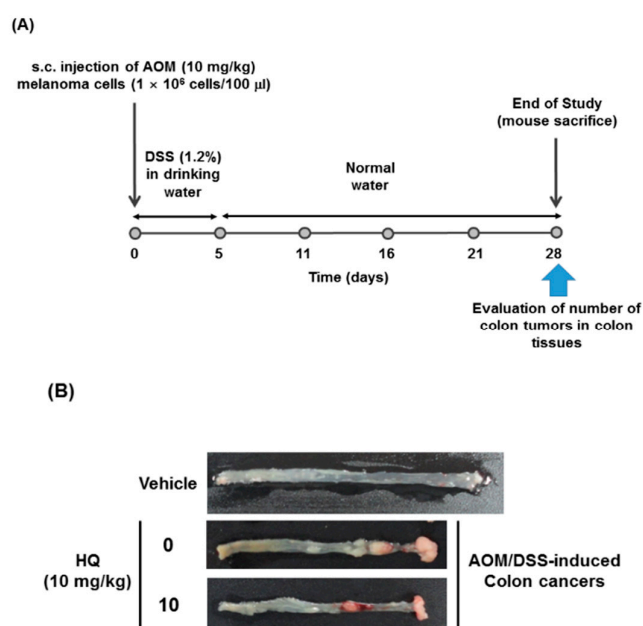 (A)
s.c. injection of AOM (10 mg/kg)
melanoma cells (1 × 10⁶ cells/100 µl)
End of Study
(mouse sacrifice)
DSS (1.2%)
in drinking
water
Normal
water
0 5 11 16 21 28
Time (days)
Evaluation of number of
colon tumors in colon
tissues
(B)
Vehicle
HQ
(10 mg/kg)
0
10
AOM/DSS-induced
Colon cancers